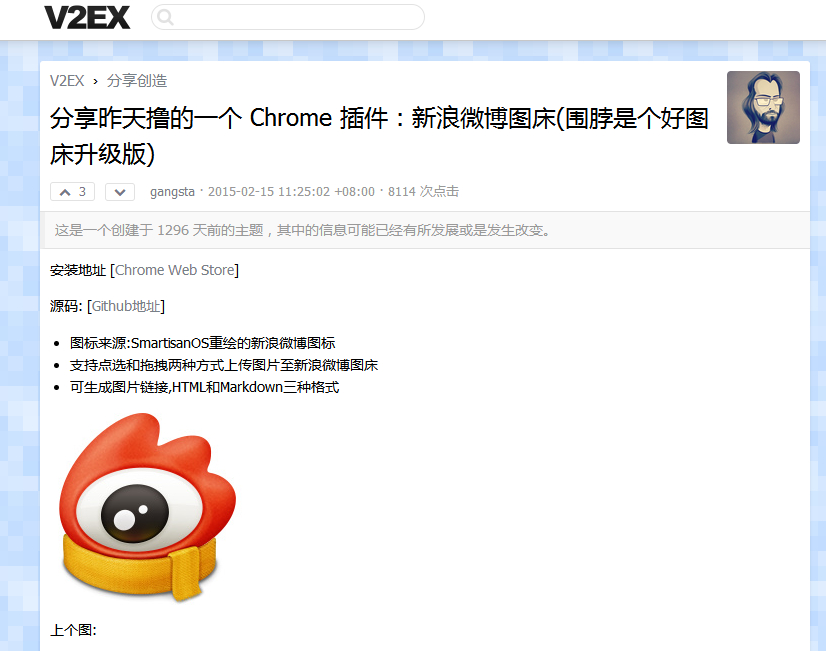 V2EX
V2EX › 分享创造
分享昨天撸的一个 Chrome 插件：新浪微博图床(围脖是个好图
床升级版)
3 gangsta · 2015-02-15 11:25:02 +08:00 · 8114 次点击
这是一个创建于 1296 天前的主题，其中的信息可能已经有所发展或是发生改变。
安装地址 [Chrome Web Store]
源码: [Github地址]
• 图标来源:SmartisanOS重绘的新浪微博图标
• 支持点选和拖拽两种方式上传图片至新浪微博图床
• 可生成图片链接,HTML和Markdown三种格式
上个图: